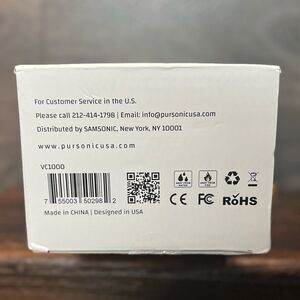 For Customer Service in the U.S.
Please call 212-414-1798 | Email: info@pursonicusa.com
Distributed by SAMSONIC, New York, NY 10001
www.pursonicusa.com
VC1000
7 55003 50298 2
Made in CHINA | Designed in USA
CE FC RoHS